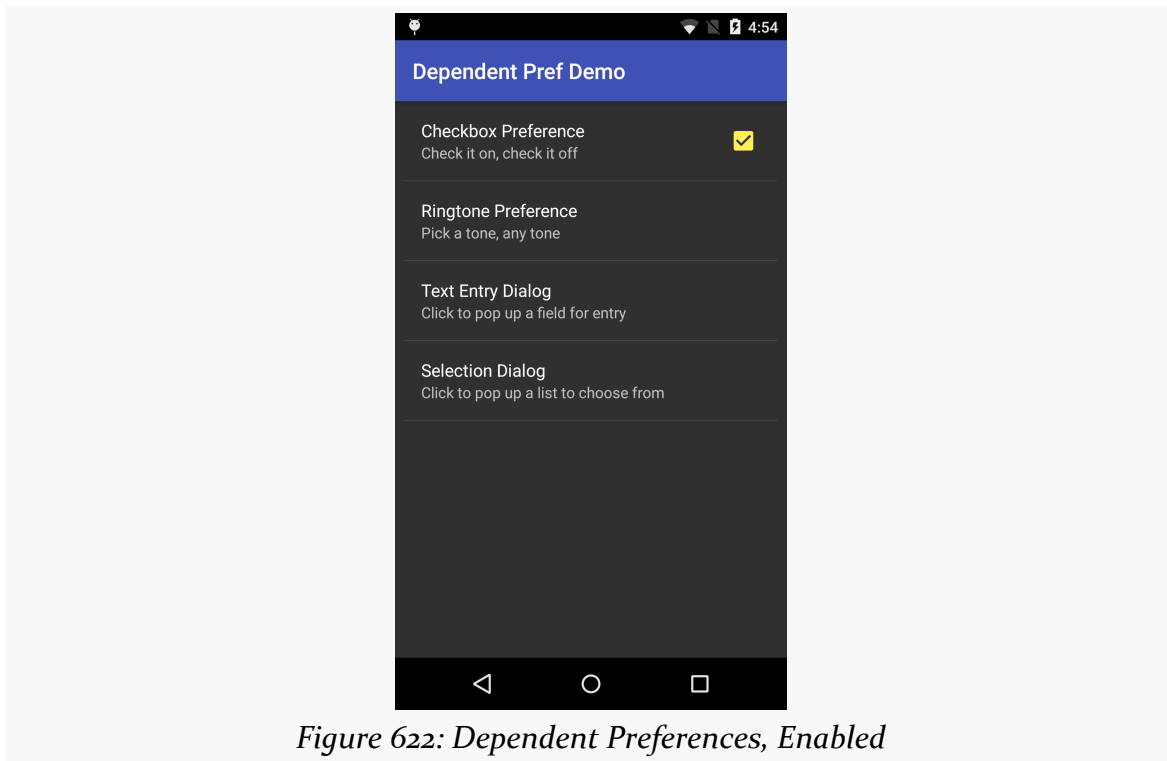 4:54
Dependent Pref Demo
Checkbox Preference
Check it on, check it off
Ringtone Preference
Pick a tone, any tone
Text Entry Dialog
Click to pop up a field for entry
Selection Dialog
Click to pop up a list to choose from
Figure 622: Dependent Preferences, Enabled